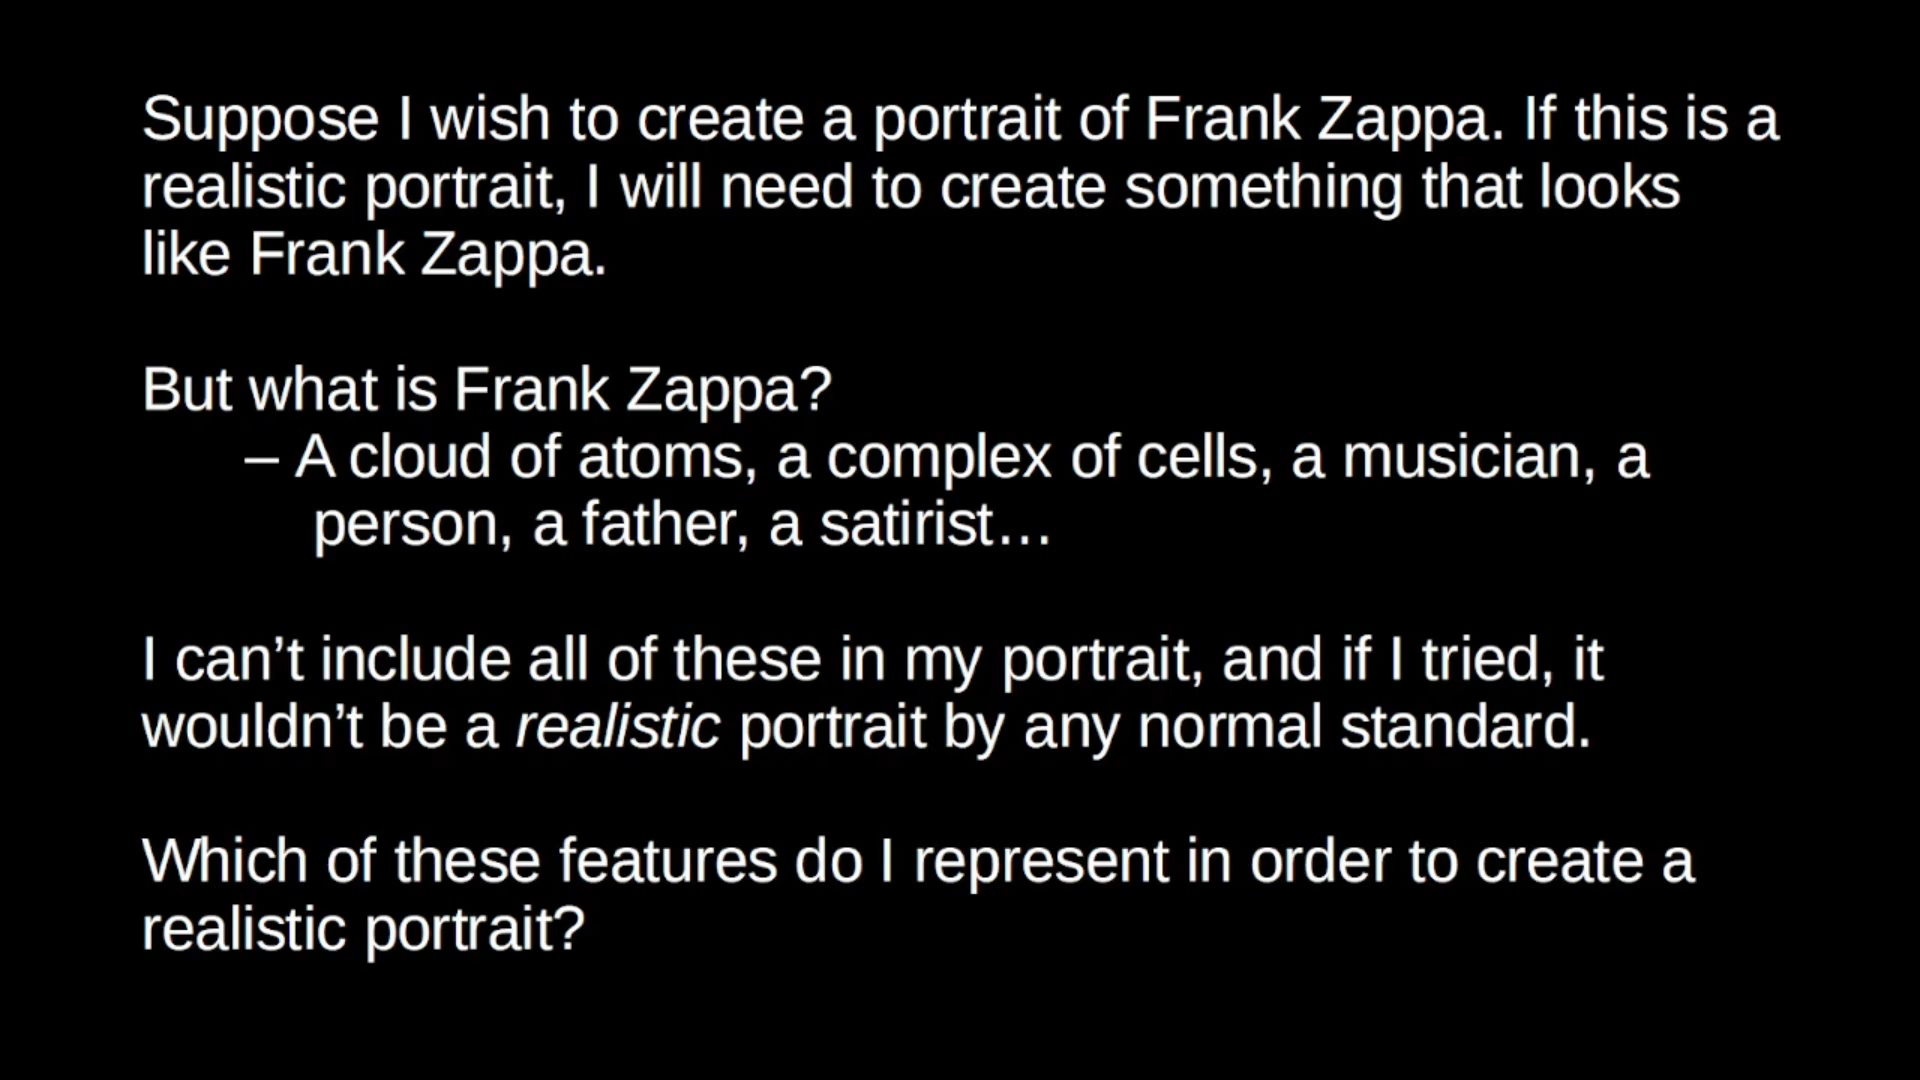 Suppose I wish to create a portrait of Frank Zappa. If this is a
realistic portrait, I will need to create something that looks
like Frank Zappa.
But what is Frank Zappa?
– A cloud of atoms, a complex of cells, a musician, a
person, a father, a satirist…
I can’t include all of these in my portrait, and if I tried, it
wouldn’t be a realistic portrait by any normal standard.
Which of these features do I represent in order to create a
realistic portrait?